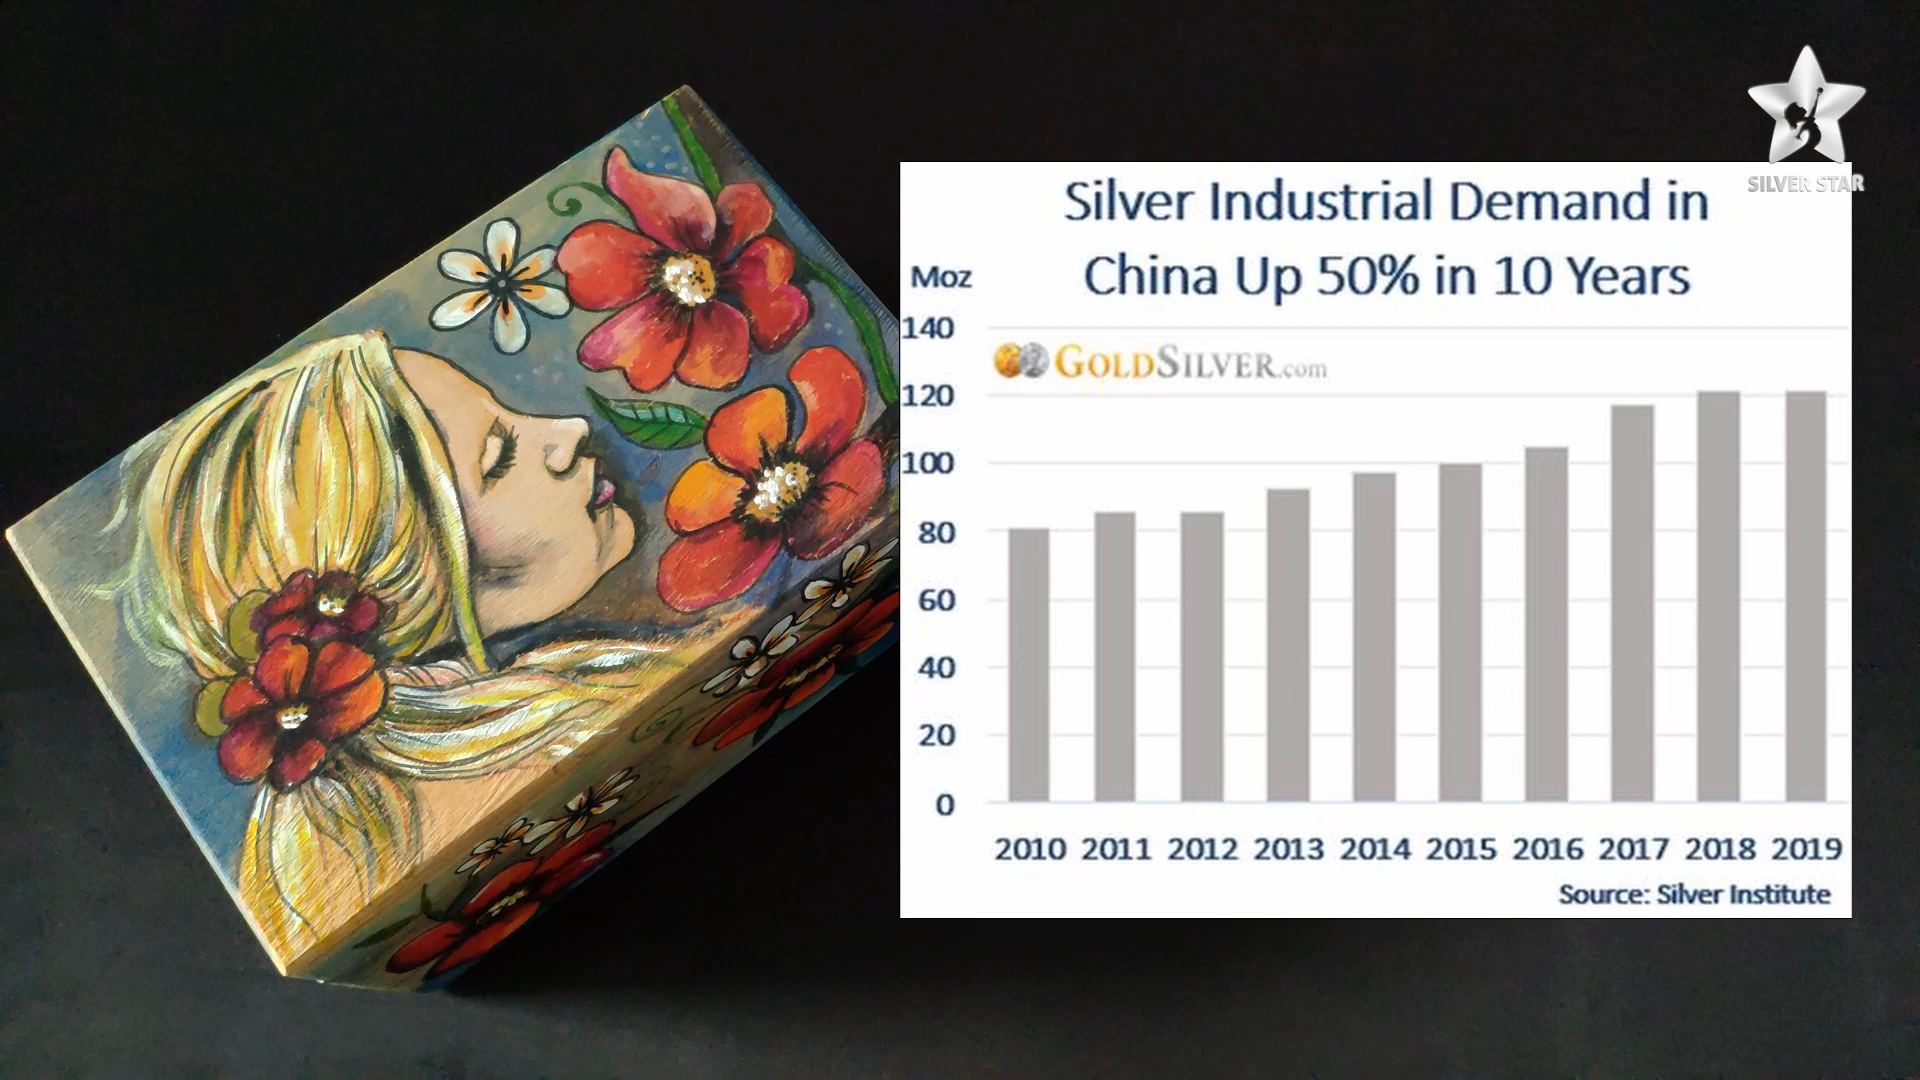 SILVER STAR
Silver Industrial Demand in
China Up 50% in 10 Years
Moz
140
GOLDSILVER.com
120
100
80
60
40
20
0
2010 2011 2012 2013 2014 2015 2016 2017 2018 2019
Source: Silver Institute